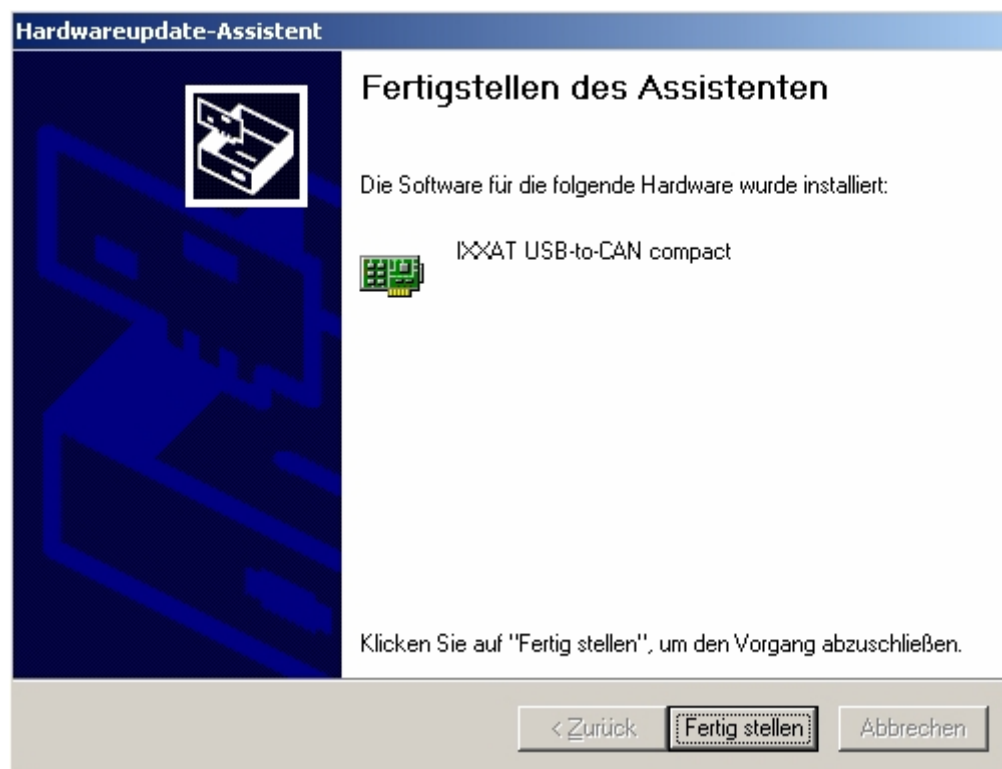 Hardwareupdate-Assistent
Fertigstellen des Assistenten
Die Software für die folgende Hardware wurde installiert:
IXXAT USB-to-CAN compact
Klicken Sie auf "Fertig stellen", um den Vorgang abzuschließen.
< Zurück
Fertig stellen
Abbrechen